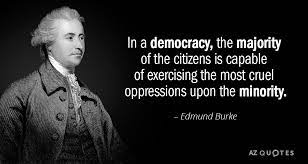 In a democracy, the majority
of the citizens is capable
of exercising the most cruel
oppressions upon the minority.
– Edmund Burke
AZ QUOTES